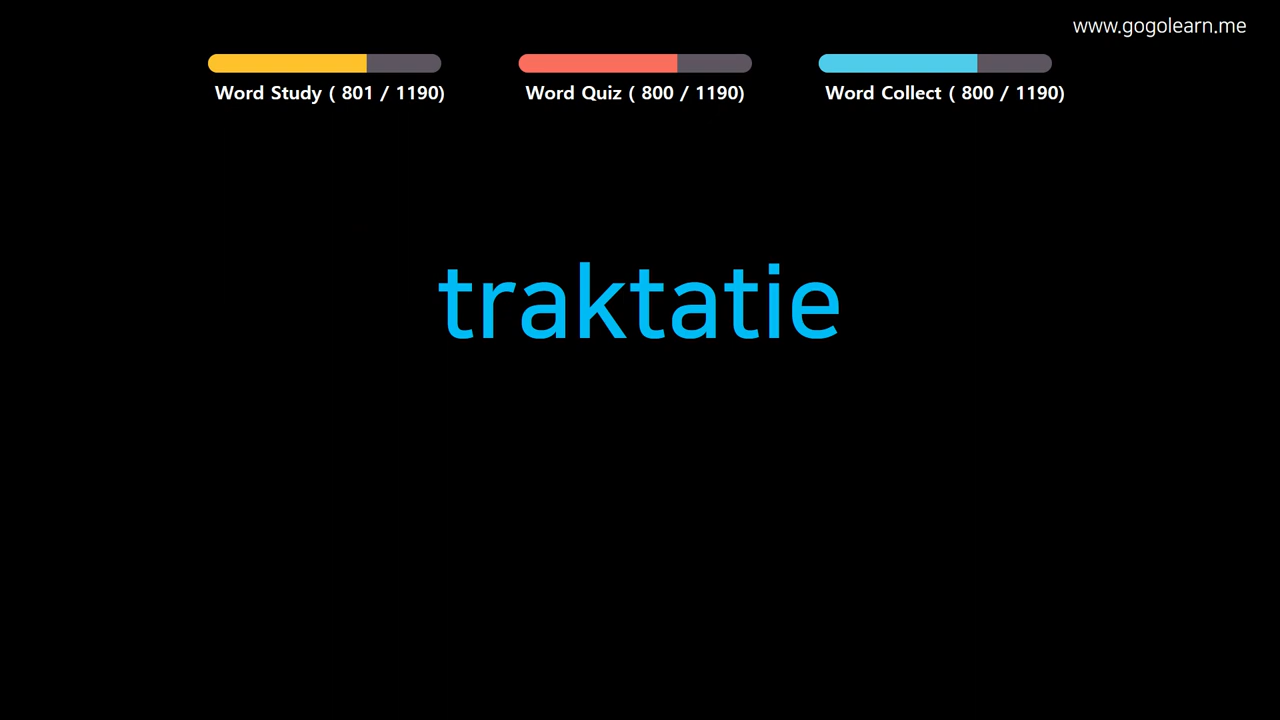 www.gogolearn.me
Word Study ( 801 / 1190)
Word Quiz ( 800 / 1190)
Word Collect ( 800 / 1190)
traktatie